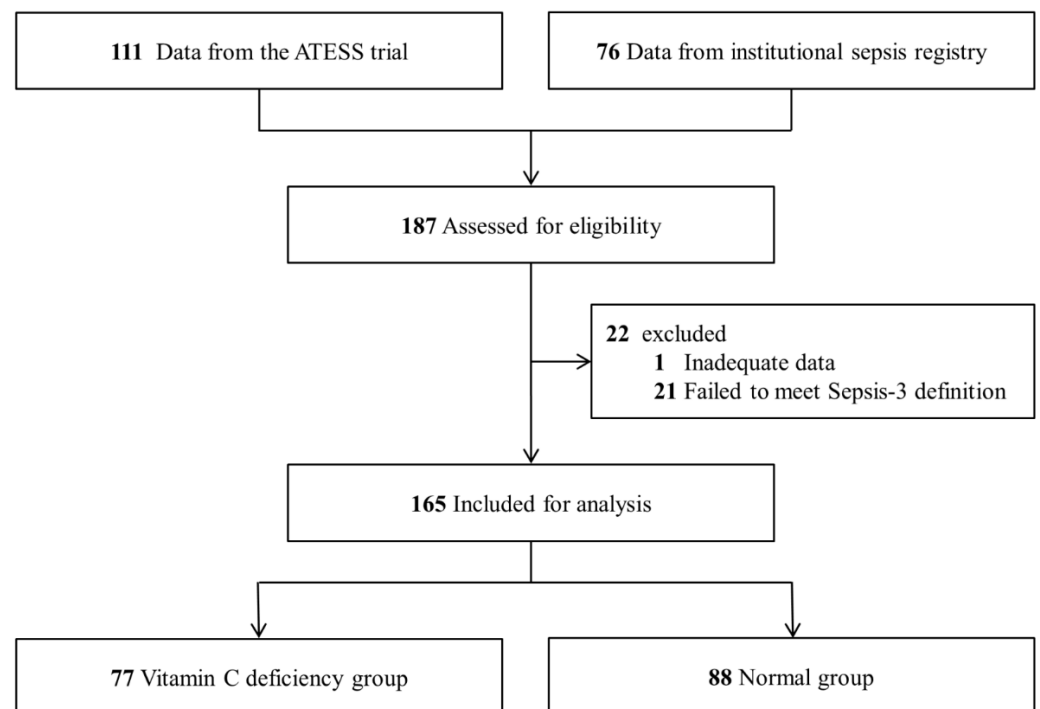 111 Data from the ATESS trial
76 Data from institutional sepsis registry
187 Assessed for eligibility
22 excluded
1 Inadequate data
21 Failed to meet Sepsis-3 definition
165 Included for analysis
77 Vitamin C deficiency group
88 Normal group